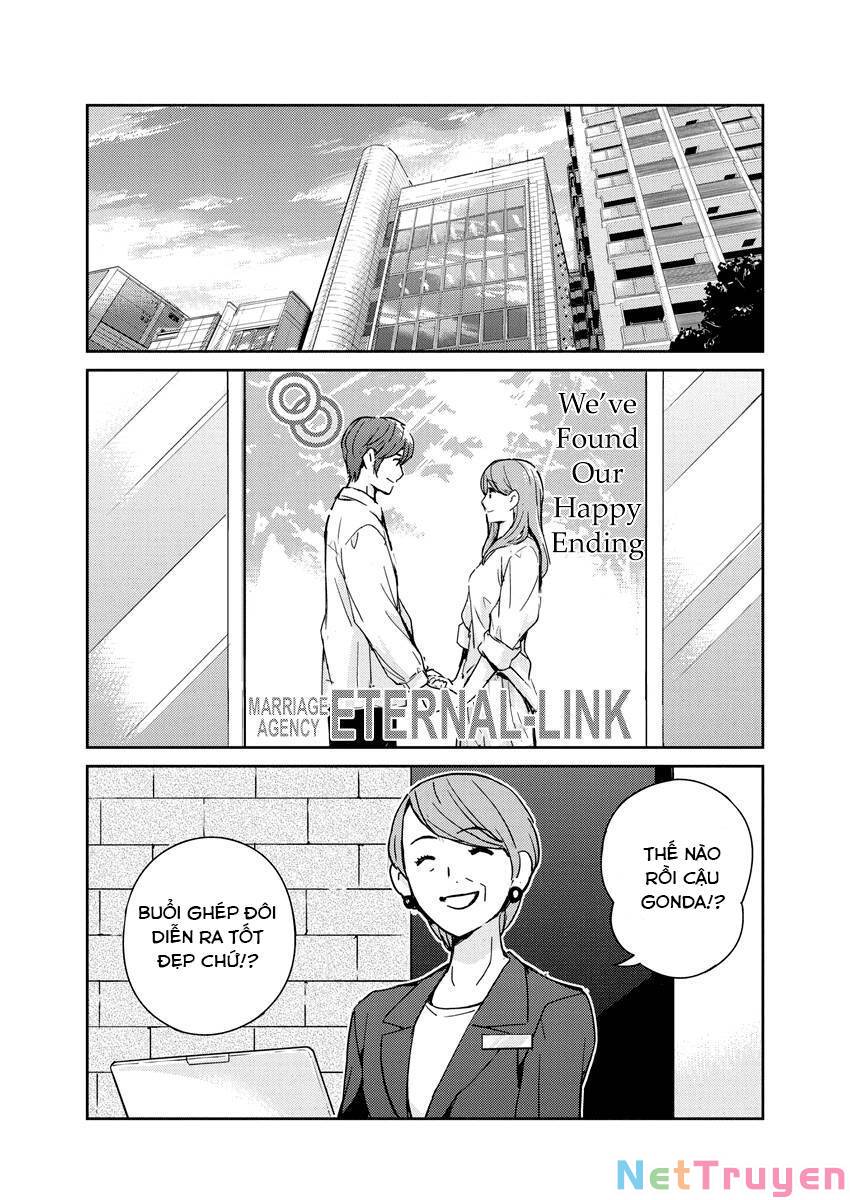 We've
Found
Our
Happy
Ending
MARRIAGE
AGENCY
ETERNAL-LINK
THẾ NÀO
RỒI CẬU
GONDA!?
BUỔI GHÉP ĐÔI
DIỄN RA TỐT
ĐẸP CHỨ!?
NetTruyen